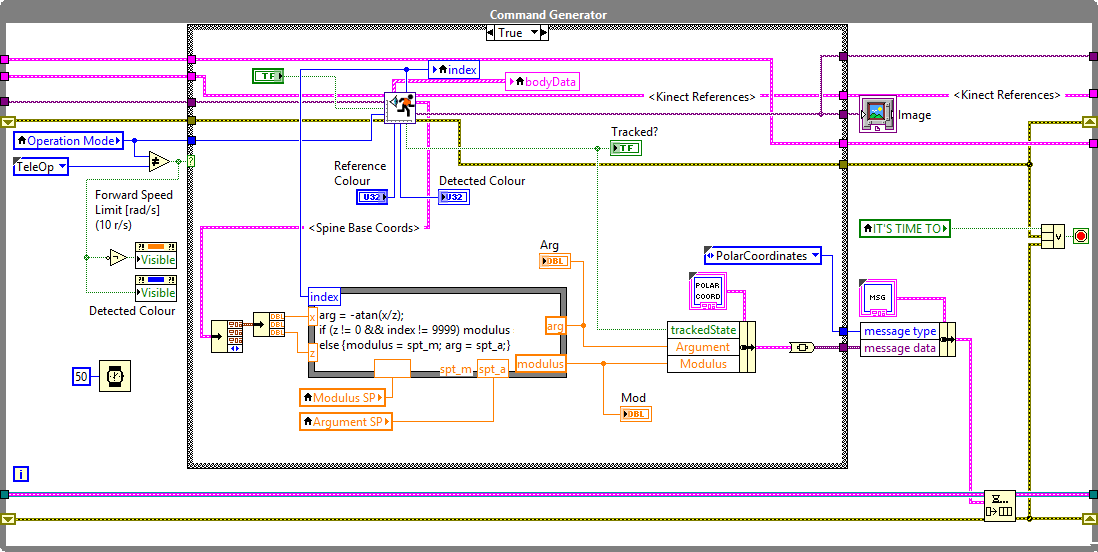 Command Generator
True
index
TF
bodyData
<Kinect References>
<Kinect References>
Image
Operation Mode
Tracked?
TF
TeleOp
≠
?
Reference
Colour
U32
Detected Colour
U32
Forward Speed
Limit [rad/s]
(10 r/s)
<Spine Base Coords>
IT'S TIME TO
V
Visible
Visible
Detected Colour
Arg
DBL
PolarCoordinates
POLAR
COORD
MSG
index
DBL
DBL
DBL
x
z
arg = -atan(x/z);
if (z != 0 && index != 9999) modulus
else {modulus = spt_m; arg = spt_a;}
arg
trackedState
Argument
Modulus
message type
message data
spt_m
spt_a
modulus
50
Modulus SP
Argument SP
Mod
DBL
i